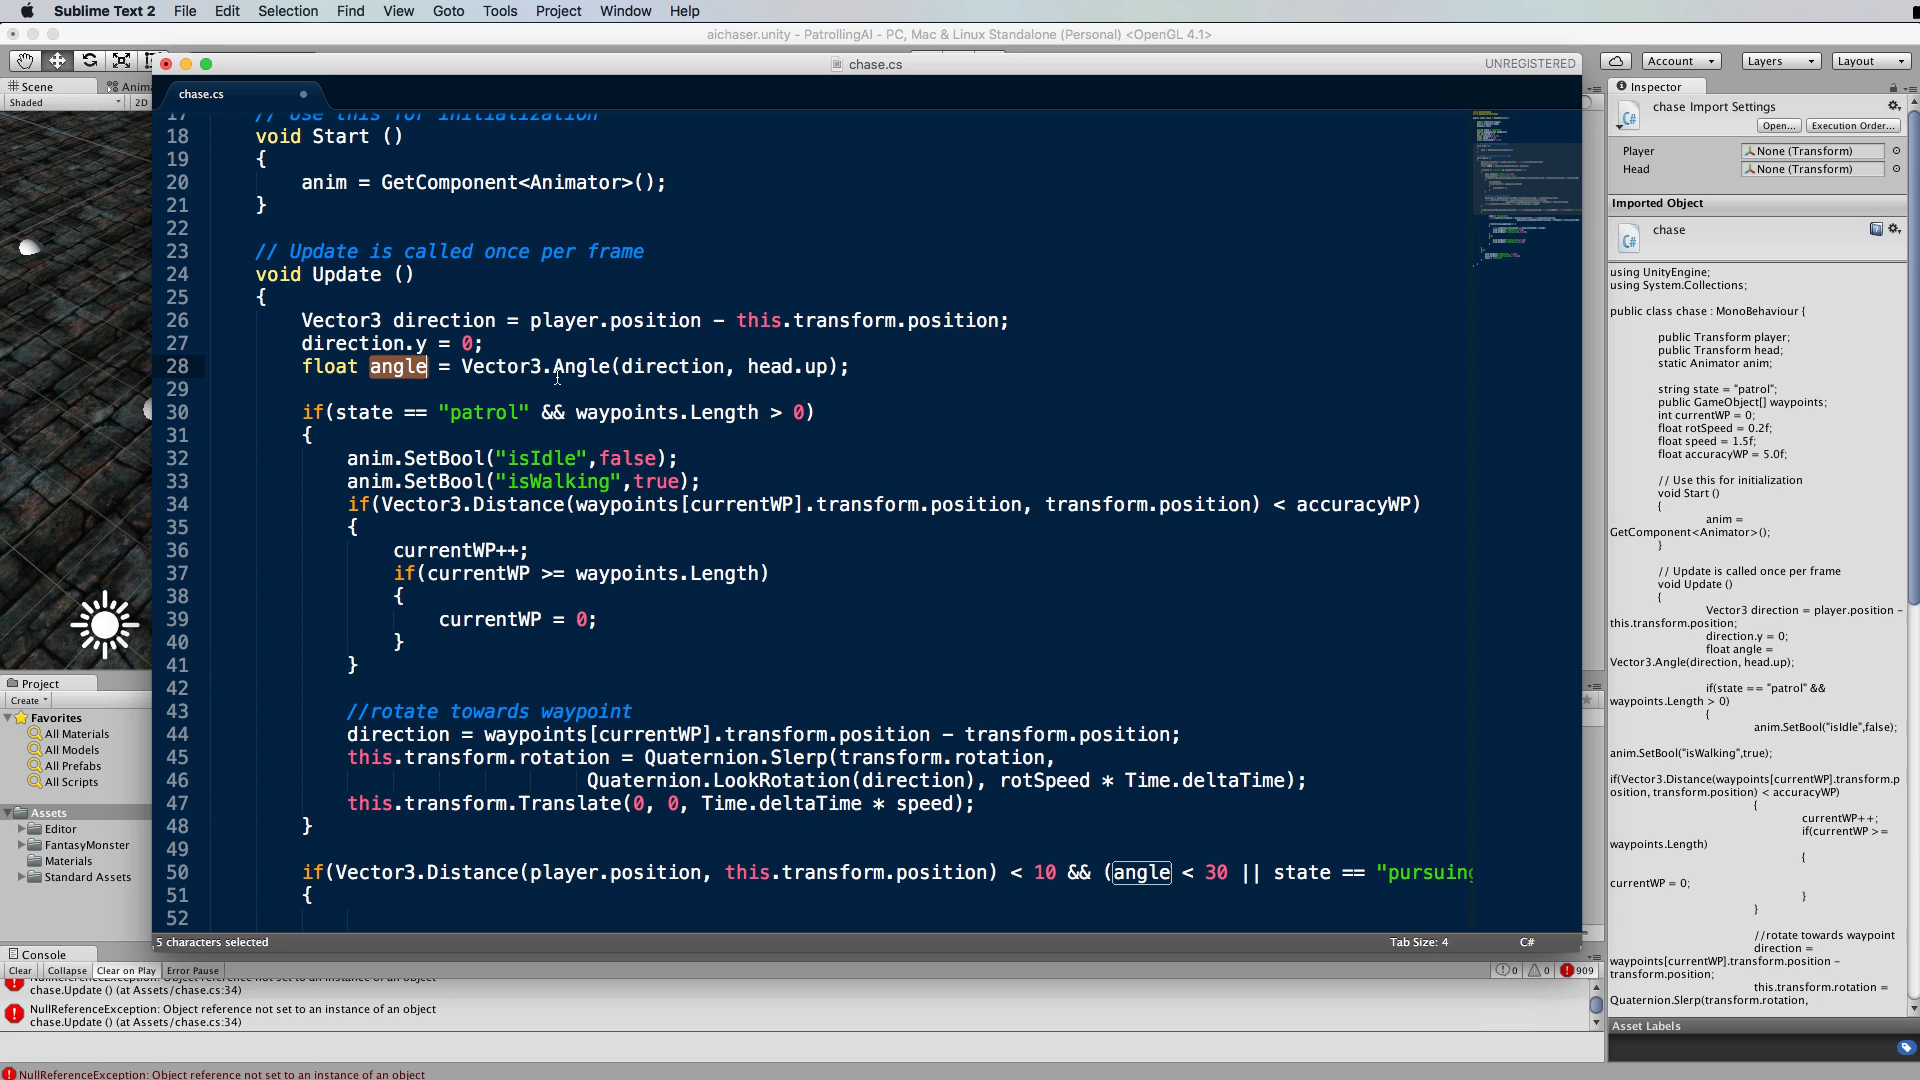 Sublime Text 2 File Edit Selection Find View Goto Tools Project Window Help
aichaser.unity - PatrollingAI - PC, Mac & Linux Standalone (Personal) <OpenGL 4.1>
chase.cs
UNREGISTERED
Account Layers Layout
Scene Anima
Shaded 2D
chase.cs
17 // Use this for initialization
18 void Start ()
19 {
20 anim = GetComponent<Animator>();
21 }
22
23 // Update is called once per frame
24 void Update ()
25 {
26 Vector3 direction = player.position - this.transform.position;
27 direction.y = 0;
28 float angle = Vector3.Angle(direction, head.up);
29
30 if(state == "patrol" && waypoints.Length > 0)
31 {
32 anim.SetBool("isIdle",false);
33 anim.SetBool("isWalking",true);
34 if(Vector3.Distance(waypoints[currentWP].transform.position, transform.position) < accuracyWP)
35 {
36 currentWP++;
37 if(currentWP >= waypoints.Length)
38 {
39 currentWP = 0;
40 }
41 }
42
43 //rotate towards waypoint
44 direction = waypoints[currentWP].transform.position - transform.position;
45 this.transform.rotation = Quaternion.Slerp(transform.rotation,
46 Quaternion.LookRotation(direction), rotSpeed * Time.deltaTime);
47 this.transform.Translate(0, 0, Time.deltaTime * speed);
48 }
49
50 if(Vector3.Distance(player.position, this.transform.position) < 10 && (angle < 30 || state == "pursuing
51 {
52
5 characters selected
Tab Size: 4
C#
Project
Create
Favorites
All Materials
All Models
All Prefabs
All Scripts
Assets
Editor
FantasyMonster
Materials
Standard Assets
Console
Clear Collapse Clear on Play Error Pause
0 0 909
NullReferenceException: Object reference not set to an instance of an object
chase.Update () (at Assets/chase.cs:34)
NullReferenceException: Object reference not set to an instance of an object
chase.Update () (at Assets/chase.cs:34)
NullReferenceException: Object reference not set to an instance of an object
Inspector
chase Import Settings
C#
Open... Execution Order...
Player None (Transform)
Head None (Transform)
Imported Object
chase
C#
using UnityEngine;
using System.Collections;
public class chase : MonoBehaviour {
public Transform player;
public Transform head;
static Animator anim;
string state = "patrol";
public GameObject[] waypoints;
int currentWP = 0;
float rotSpeed = 0.2f;
float speed = 1.5f;
float accuracyWP = 5.0f;
// Use this for initialization
void Start ()
{
anim =
GetComponent<Animator>();
}
// Update is called once per frame
void Update ()
{
Vector3 direction = player.position -
this.transform.position;
direction.y = 0;
float angle =
Vector3.Angle(direction, head.up);
if(state == "patrol" &&
waypoints.Length > 0)
{
anim.SetBool("isIdle",false);
anim.SetBool("isWalking",true);
if(Vector3.Distance(waypoints[currentWP].transform.p
osition, transform.position) < accuracyWP)
{
currentWP++;
if(currentWP >=
waypoints.Length)
{
currentWP = 0;
}
}
//rotate towards waypoint
direction =
waypoints[currentWP].transform.position -
transform.position;
this.transform.rotation =
Quaternion.Slerp(transform.rotation,
Asset Labels